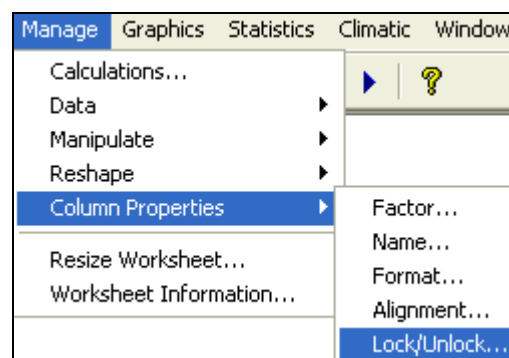 Manage Graphics Statistics Climatic Window
Calculations...
Data
Manipulate
Reshape
Column Properties
Resize Worksheet...
Worksheet Information...
Factor...
Name...
Format...
Alignment...
Lock/Unlock...